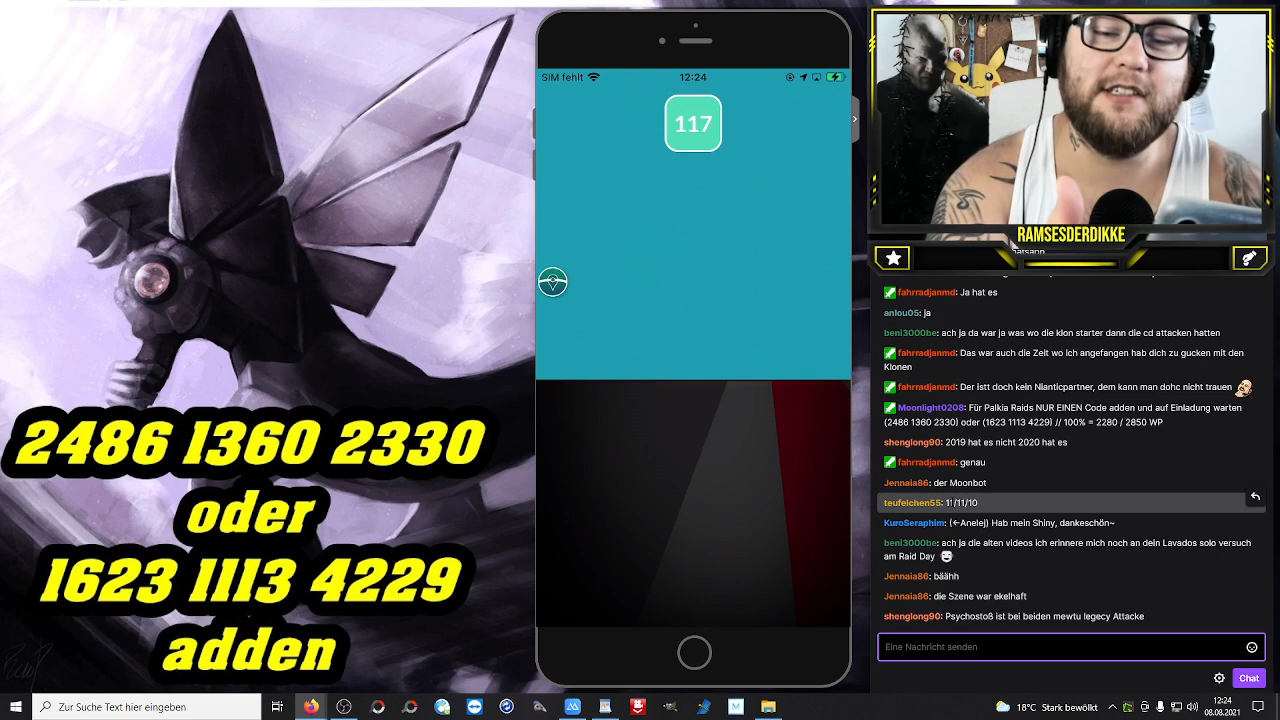 2486 1360 2330
oder
1623 1113 4229
adden
SIM fehlt
12:24
117
RAMSESDERDIKKE
fahrradjanmd: Ja hat es
anlou05: ja
beni3000be: ach ja da war ja was wo die klon starter dann die cd attacken hatten
fahrradjanmd: Das war auch die Zeit wo ich angefangen hab dich zu gucken mit den
Klonen
fahrradjanmd: Der istt doch kein Nianticpartner, dem kann man dohc nicht trauen
Moonlight0208: Für Palkia Raids NUR EINEN Code adden und auf Einladung warten
(2486 1360 2330) oder (1623 1113 4229) // 100% = 2280 / 2850 WP
shenglong90: 2019 hat es nicht 2020 hat es
fahrradjanmd: genau
Jennaia86: der Moonbot
teufelchen55: 11/11/10
KuroSeraphim: (<-Anelej) Hab mein Shiny, dankeschön~
beni3000be: ach ja die alten videos ich erinnere mich noch an dein Lavados solo versuch
am Raid Day
Jennaia86: bäähh
Jennaia86: die Szene war ekelhaft
shenglong90: Psychostoß ist bei beiden mewtu legacy Attacke
Eine Nachricht senden
Chat
Zur Suche Text hier eingeben
18°C Starker Regen
12:24
08.08.2021